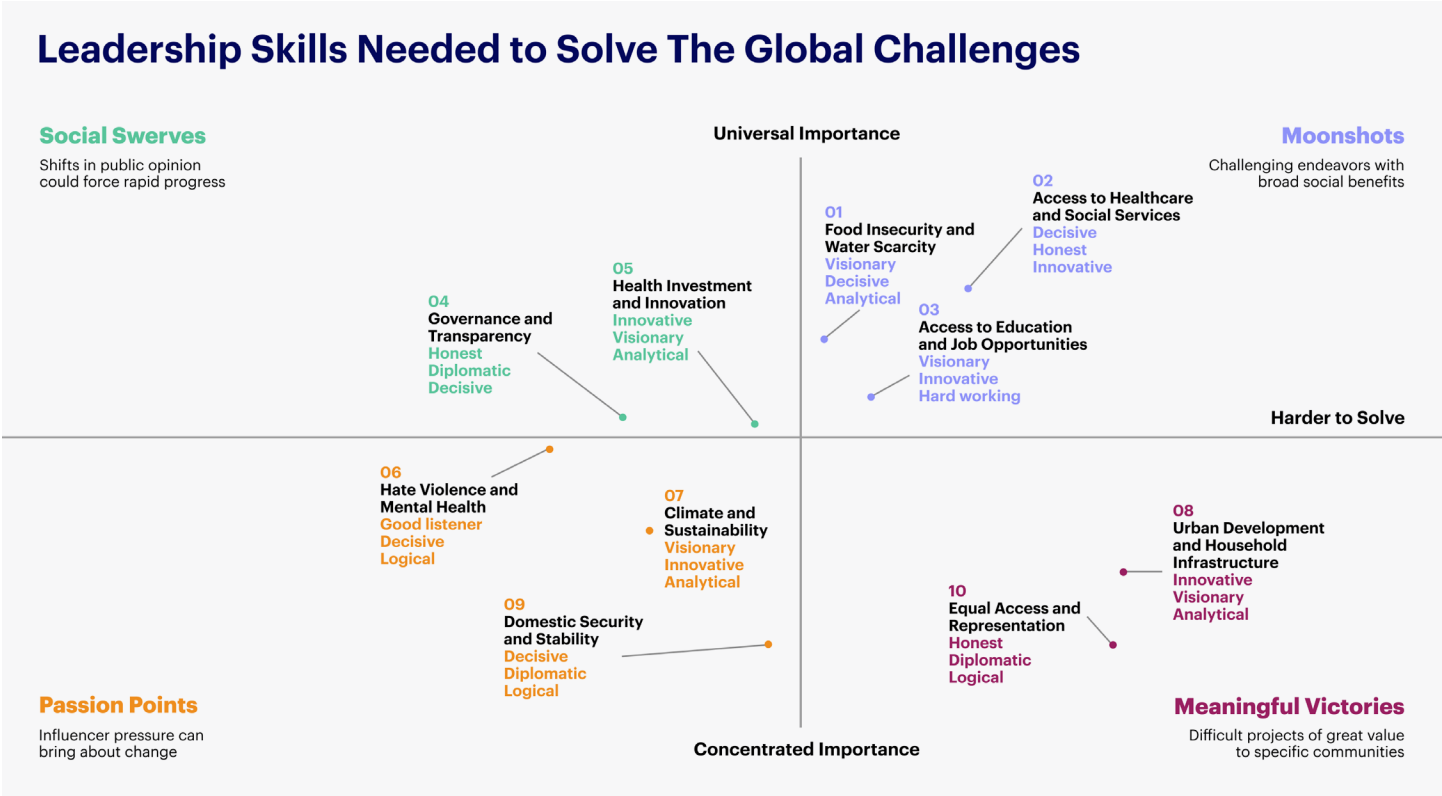 Leadership Skills Needed to Solve The Global Challenges
Social Swerves
Shifts in public opinion
could force rapid progress
Universal Importance
Moonshots
Challenging endeavors with
broad social benefits
02
Access to Healthcare
and Social Services
Decisive
Honest
Innovative
01
Food Insecurity and
Water Scarcity
Visionary
Decisive
Analytical
03
Access to Education
and Job Opportunities
Visionary
Innovative
Hard working
05
Health Investment
and Innovation
Innovative
Visionary
Analytical
04
Governance and
Transparency
Honest
Diplomatic
Decisive
Harder to Solve
06
Hate Violence and
Mental Health
Good listener
Decisive
Logical
07
Climate and
Sustainability
Visionary
Innovative
Analytical
08
Urban Development
and Household
Infrastructure
Innovative
Visionary
Analytical
09
Domestic Security
and Stability
Decisive
Diplomatic
Logical
10
Equal Access and
Representation
Honest
Diplomatic
Logical
Passion Points
Influencer pressure can
bring about change
Concentrated Importance
Meaningful Victories
Difficult projects of great value
to specific communities